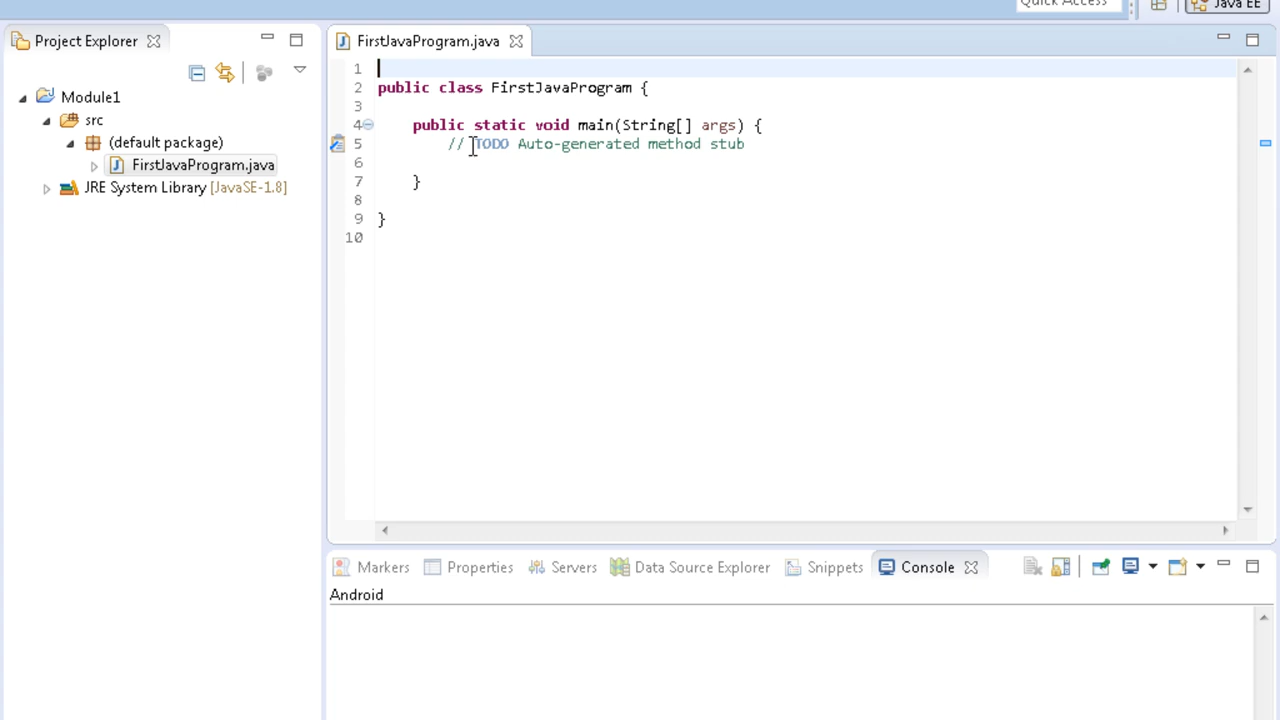 Quick Access
Java EE
Project Explorer
FirstJavaProgram.java
Module1
src
(default package)
FirstJavaProgram.java
JRE System Library [JavaSE-1.8]
1
2 public class FirstJavaProgram {
3
4 public static void main(String[] args) {
5 // TODO Auto-generated method stub
6
7 }
8
9 }
10
Markers Properties Servers Data Source Explorer Snippets Console
Android